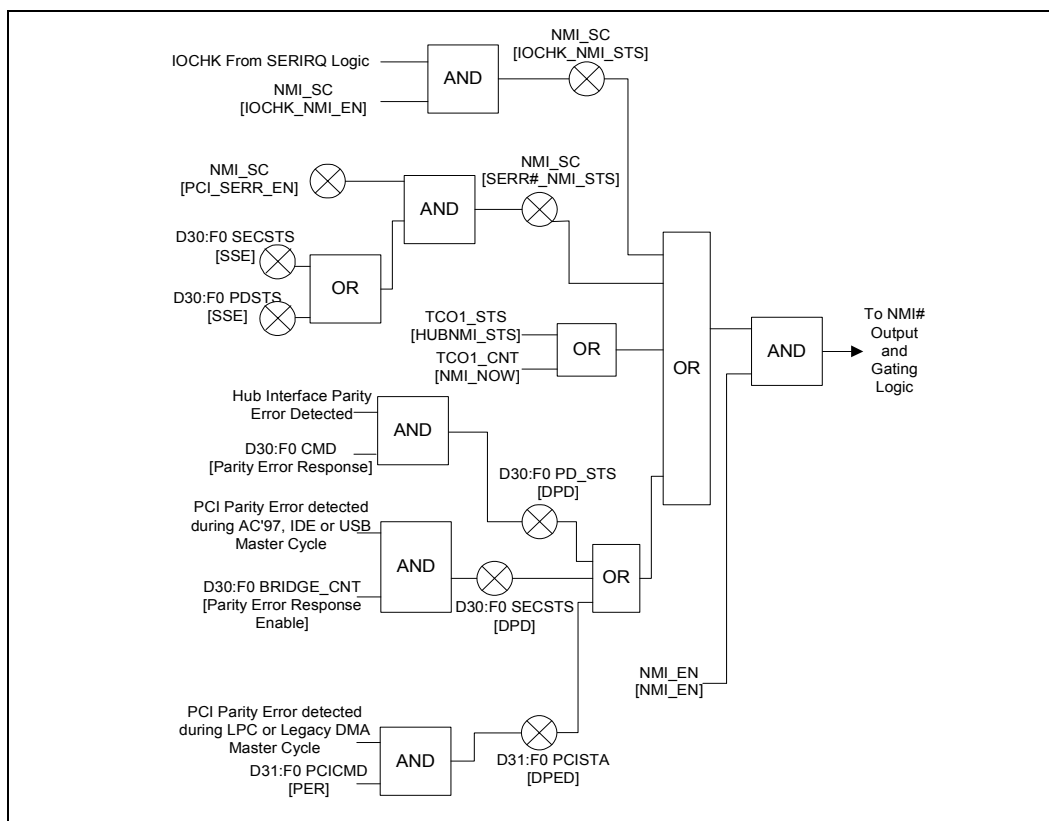 NMI_SC
[IOCHK_NMI_STS]
IOCHK From SERIRQ Logic
AND
NMI_SC
[IOCHK_NMI_EN]
NMI_SC
[PCI_SERR_EN]
NMI_SC
[SERR#_NMI_STS]
AND
D30:F0 SECSTS
[SSE]
OR
D30:F0 PDSTS
[SSE]
TCO1_STS
[HUBNMI_STS]
OR
TCO1_CNT
[NMI_NOW]
OR
AND
To NMI#
Output
and
Gating
Logic
Hub Interface Parity
Error Detected
AND
D30:F0 CMD
[Parity Error Response]
D30:F0 PD_STS
[DPD]
PCI Parity Error detected
during AC'97, IDE or USB
Master Cycle
AND
OR
D30:F0 BRIDGE_CNT
[Parity Error Response
Enable]
D30:F0 SECSTS
[DPD]
NMI_EN
[NMI_EN]
PCI Parity Error detected
during LPC or Legacy DMA
Master Cycle
AND
D31:F0 PCICMD
[PER]
D31:F0 PCISTA
[DPED]